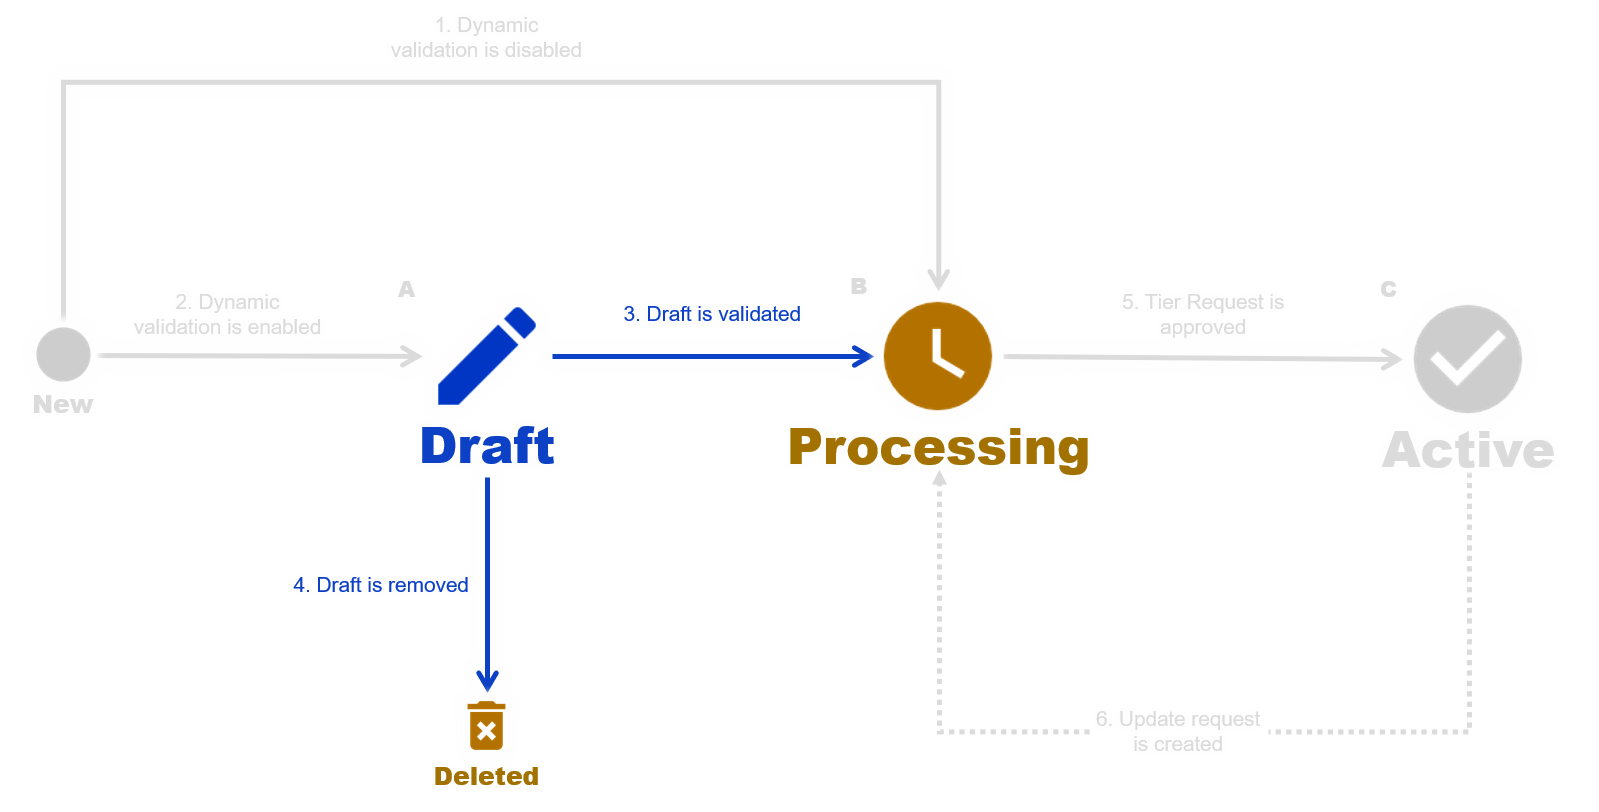 1. Dynamic
validation is disabled
2. Dynamic
validation is enabled
A
3. Draft is validated
B
5. Tier Request is
approved
C
New
Draft
Processing
Active
4. Draft is removed
6. Update request
is created
Deleted